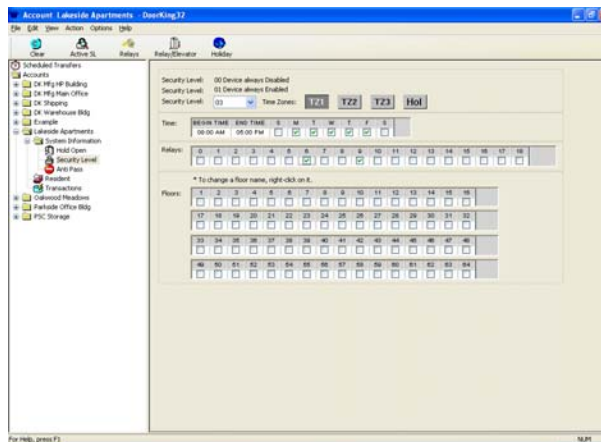 Account Lakeside Apartments - DoorKing32
File Edit View Action Options Help
Clear Active SL Relays Relay/Elevator Holiday
Scheduled Transfers
Accounts
DK Mfg HP Building
DK Mfg Main Office
DK Shipping
DK Warehouse Bldg
Example
Lakeside Apartments
System Information
Hold Open
Security Level
Anti Pass
Resident
Transactions
Oakwood Meadows
Parkside Office Bldg
PSC Storage
Security Level: 00 Device always Disabled
Security Level: 01 Device always Enabled
Security Level: 03 Time Zones: TZ1 TZ2 TZ3 Hol
Time: BEGIN TIME END TIME S M T W T F S
08:00 AM 05:00 PM
Relays: 0 1 2 3 4 5 6 7 8 9 10 11 12 13 14 15 16 17 18
* To change a floor name, right-click on it.
Floors: 1 2 3 4 5 6 7 8 9 10 11 12 13 14 15 16
17 18 19 20 21 22 23 24 25 26 27 28 29 30 31 32
33 34 35 36 37 38 39 40 41 42 43 44 45 46 47 48
49 50 51 52 53 54 55 56 57 58 59 60 61 62 63 64
For Help, press F1
NUM